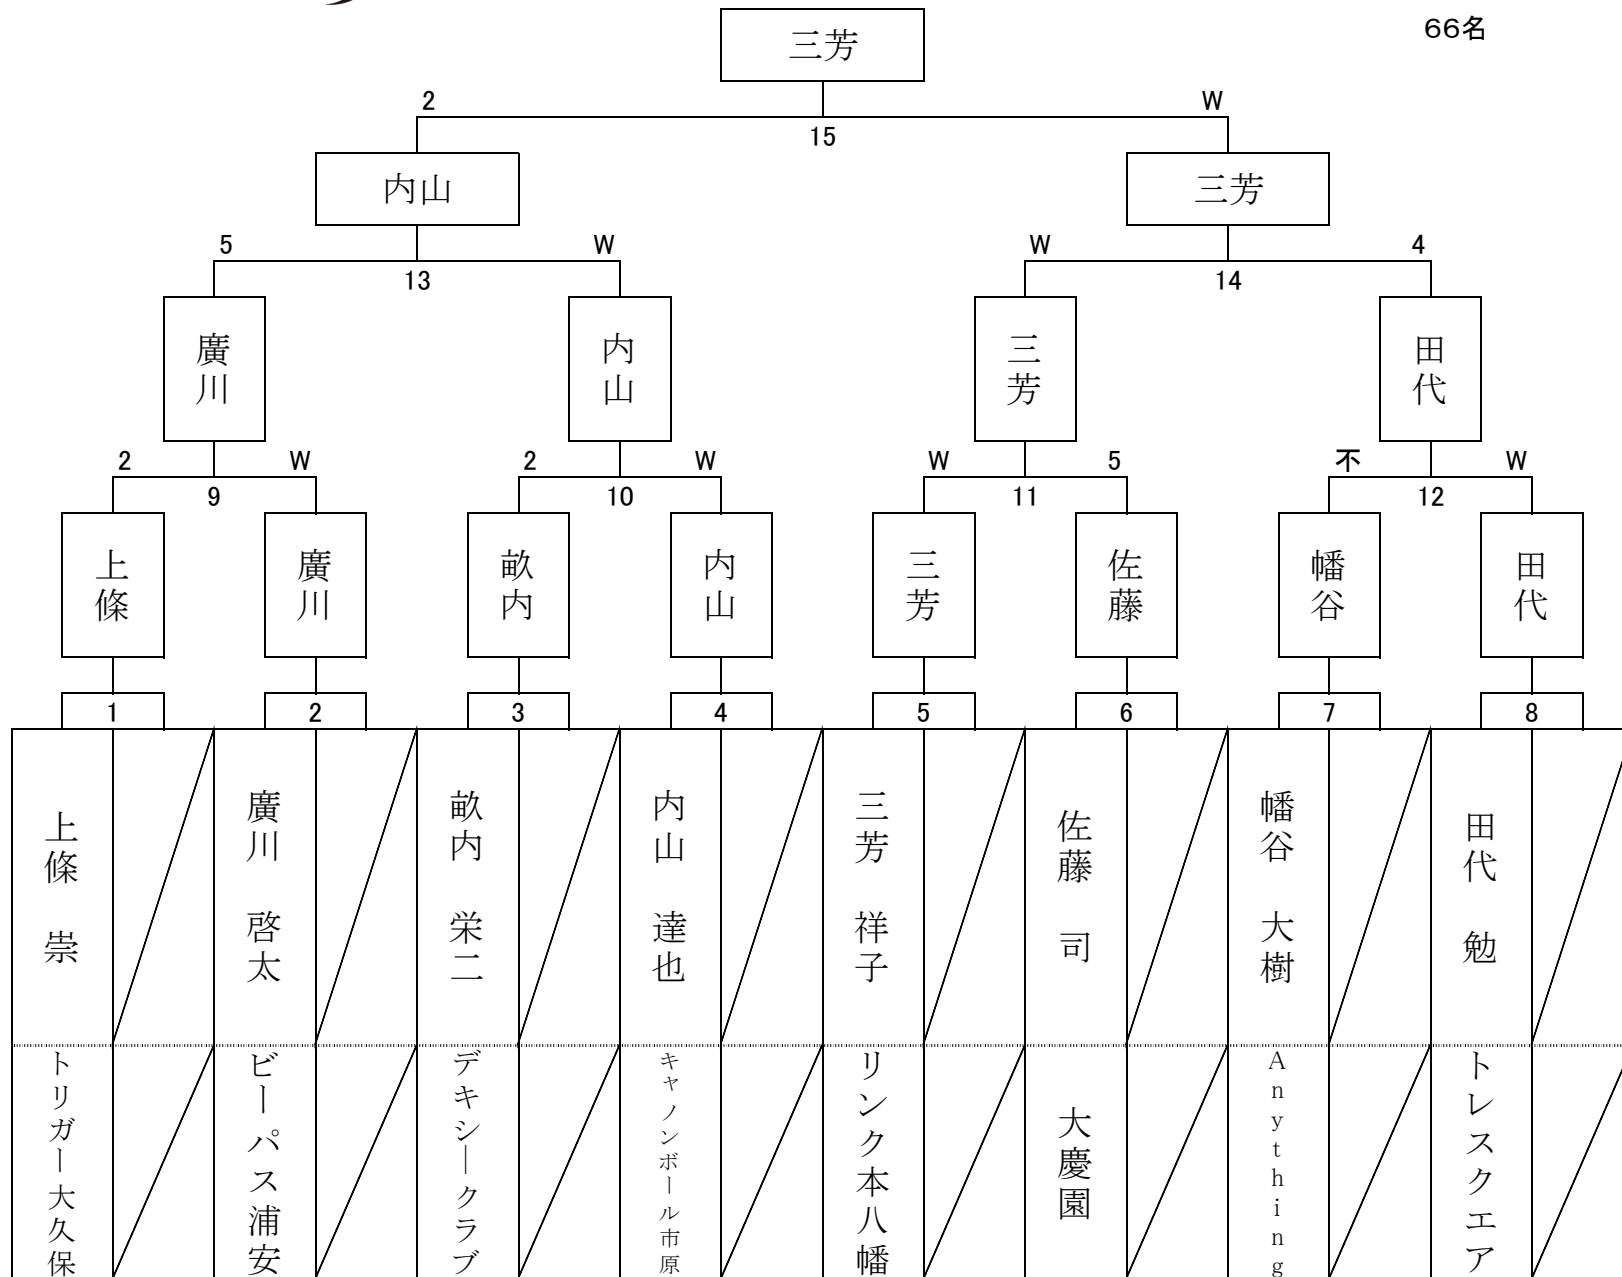 66名
三芳
2 W
15
内山 三芳
5 W W 4
13 14
廣川 内山 三芳 田代
2 W 2 W W 5 不 W
9 10 11 12
上條 廣川 畝内 内山 三芳 佐藤 幡谷 田代
1 2 3 4 5 6 7 8
上條 崇
廣川 啓太
畝内 栄二
内山 達也
三芳 祥子
佐藤 司
幡谷 大樹
田代 勉
トリガー大久保
ビーパス浦安
デキシークラブ
キャノンボール市原
リンク本八幡
大慶園
Anything
トレスクエア